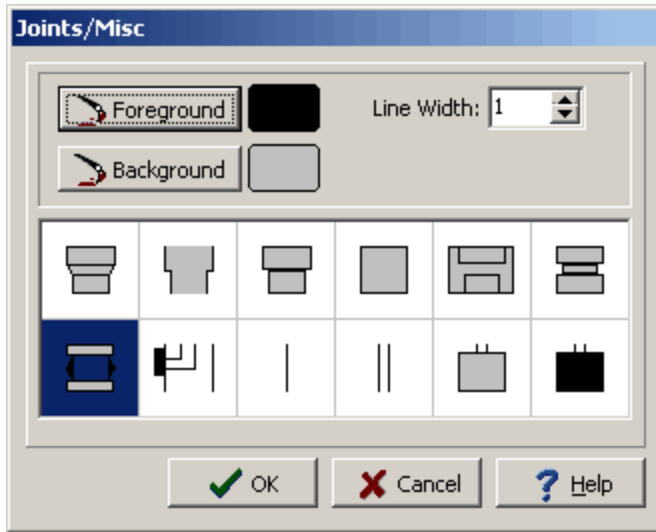 Joints/Misc
Foreground
Line Width: 1
Background
OK
Cancel
Help